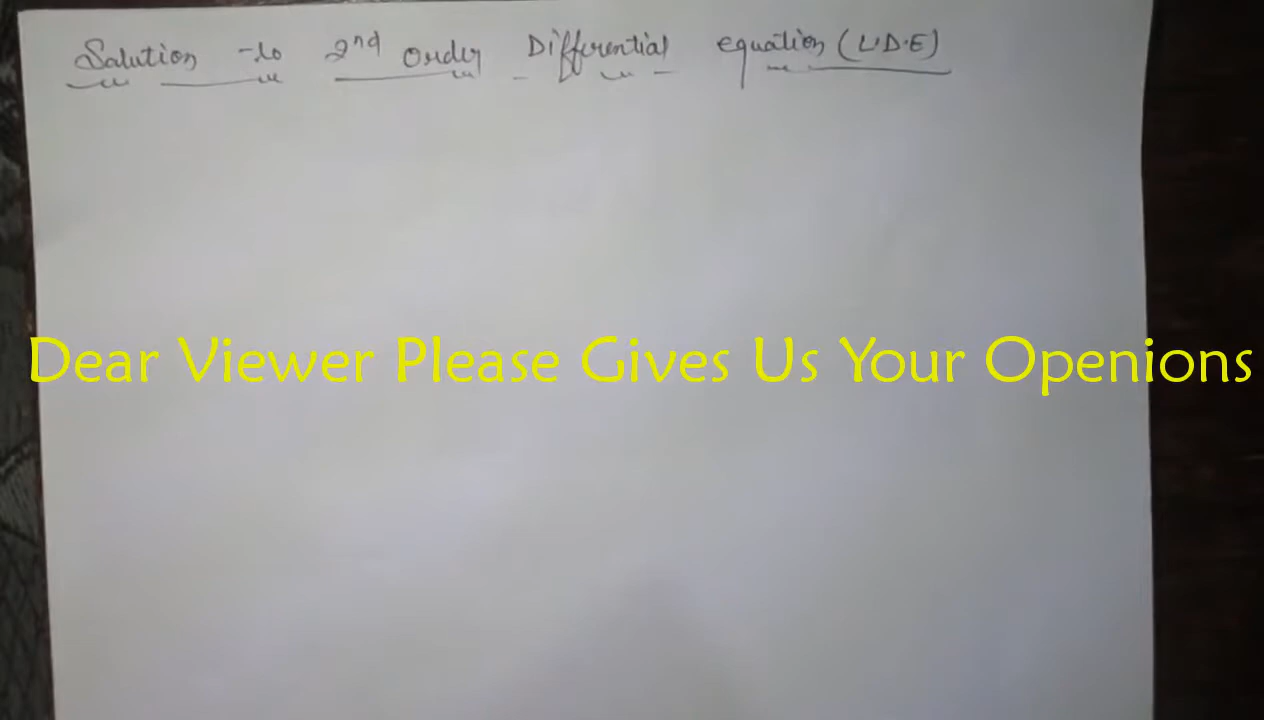 Solution to 2nd Order Differential equation (L.D.E)
Dear Viewer Please Gives Us Your Openions